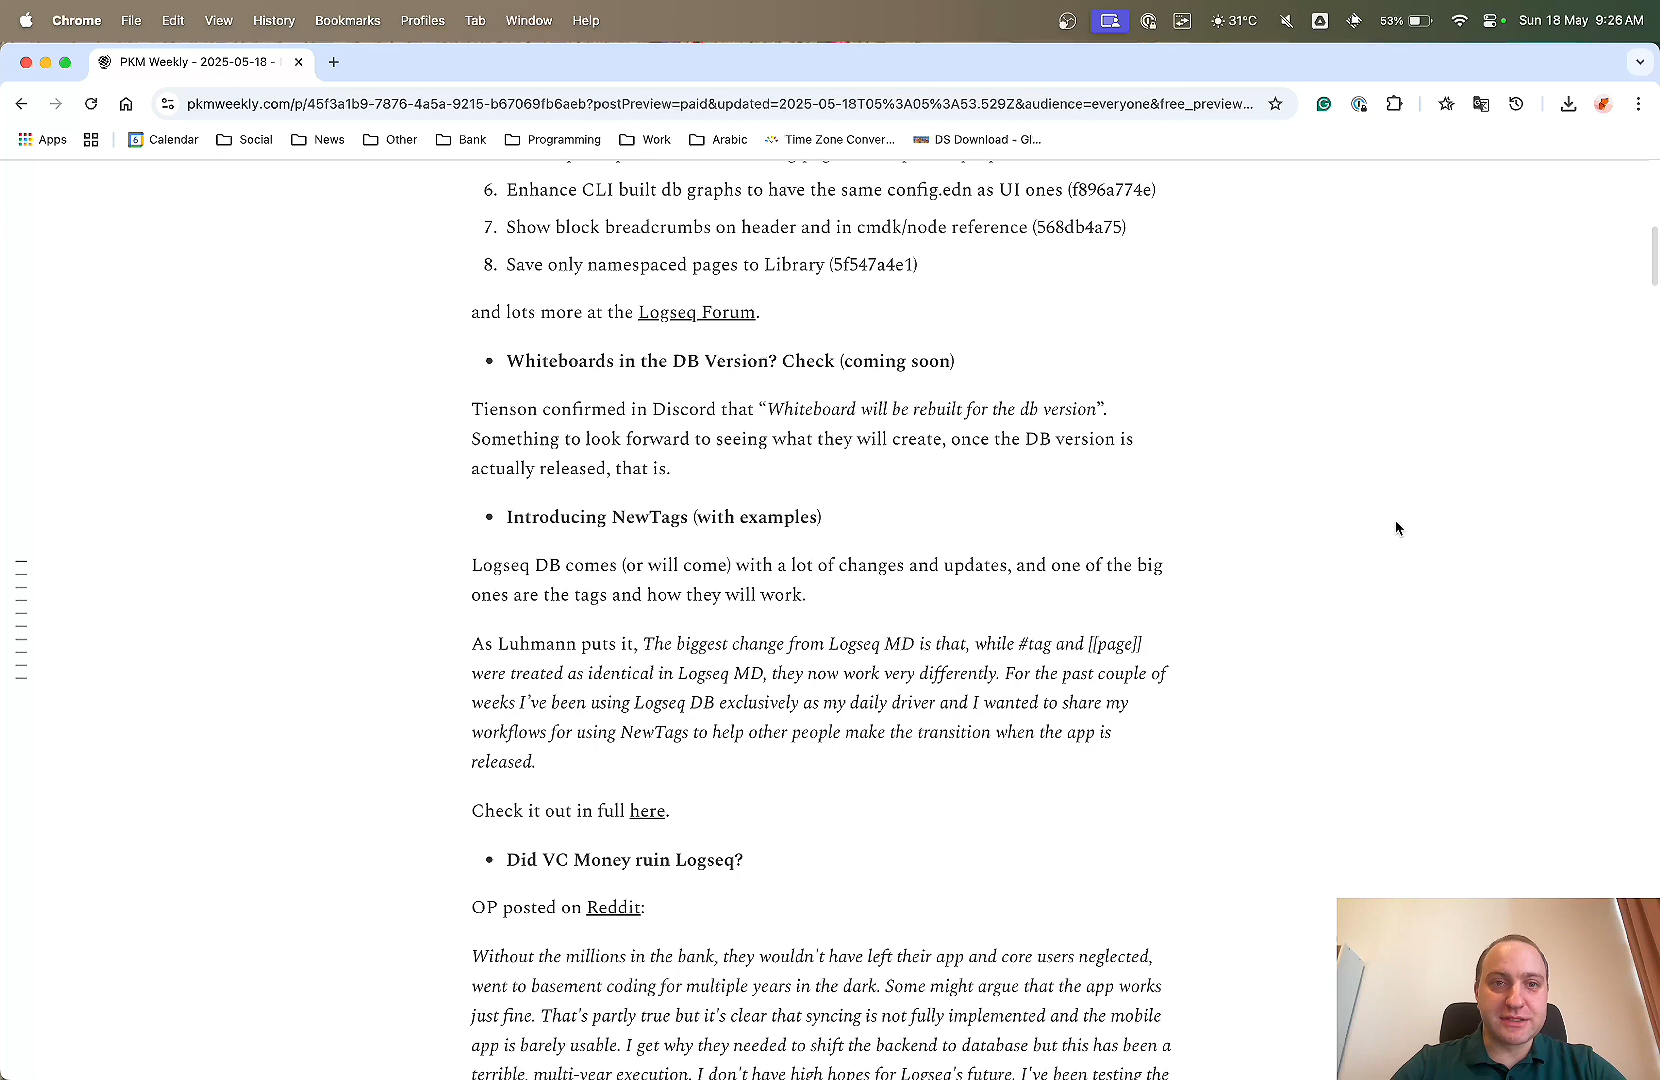 Chrome File Edit View History Bookmarks Profiles Tab Window Help 31°C 53% Sun 18 May 9:26 AM
PKM Weekly - 2025-05-18 -
pkmweekly.com/p/45f3a1b9-7876-4a5a-9215-b67069fb6aeb?postPreview=paid&updated=2025-05-18T05%3A05%3A53.529Z&audience=everyone&free_preview...
Apps Calendar Social News Other Bank Programming Work Arabic Time Zone Conver... DS Download - Gl...
6. Enhance CLI built db graphs to have the same config.edn as UI ones (f896a774e)
7. Show block breadcrumbs on header and in cmdk/node reference (568db4a75)
8. Save only namespaced pages to Library (5f547a4e1)
and lots more at the Logseq Forum.
• Whiteboards in the DB Version? Check (coming soon)
Tienson confirmed in Discord that “Whiteboard will be rebuilt for the db version”.
Something to look forward to seeing what they will create, once the DB version is
actually released, that is.
• Introducing NewTags (with examples)
Logseq DB comes (or will come) with a lot of changes and updates, and one of the big
ones are the tags and how they will work.
As Luhmann puts it, The biggest change from Logseq MD is that, while #tag and [[page]]
were treated as identical in Logseq MD, they now work very differently. For the past couple of
weeks I’ve been using Logseq DB exclusively as my daily driver and I wanted to share my
workflows for using NewTags to help other people make the transition when the app is
released.
Check it out in full here.
• Did VC Money ruin Logseq?
OP posted on Reddit:
Without the millions in the bank, they wouldn't have left their app and core users neglected,
went to basement coding for multiple years in the dark. Some might argue that the app works
just fine. That's partly true but it's clear that syncing is not fully implemented and the mobile
app is barely usable. I get why they needed to shift the backend to database but this has been a
terrible, multi-year execution. I don't have high hopes for Logseq's future. I've been testing the